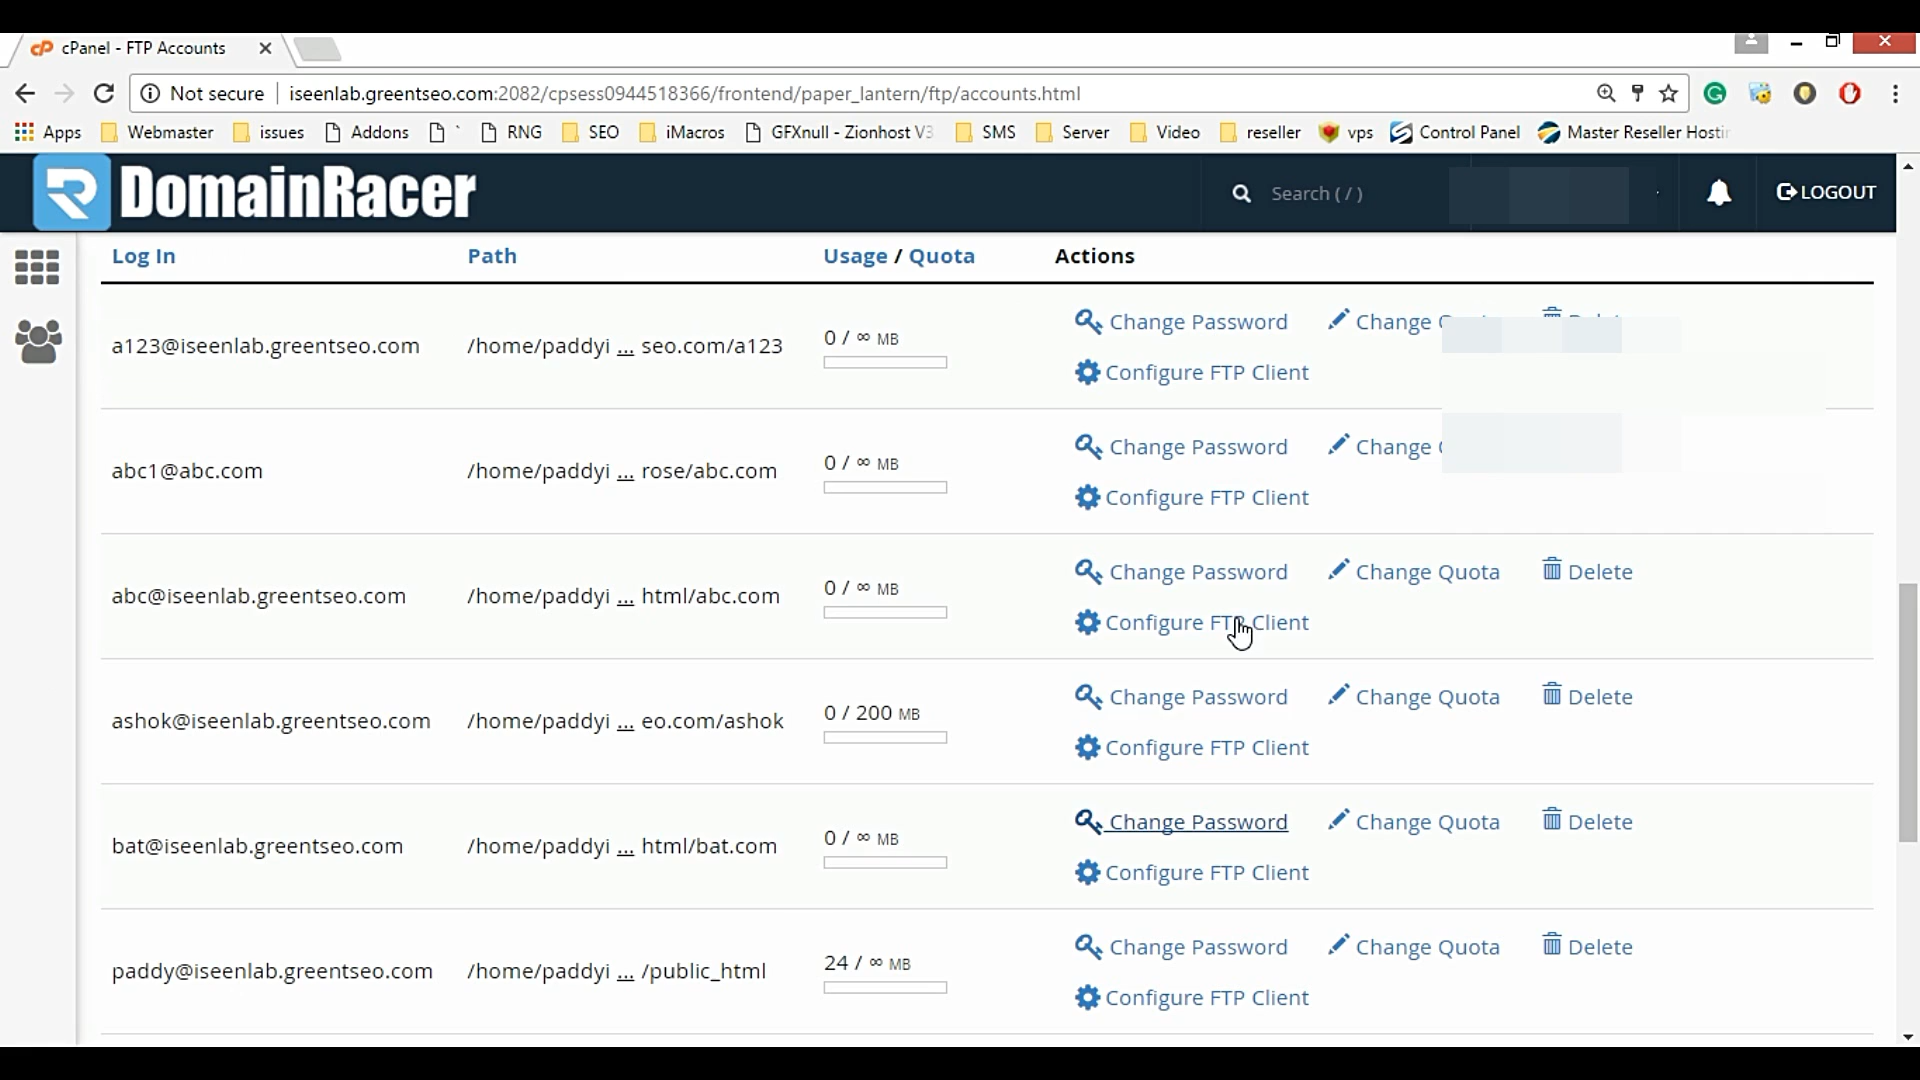 cPanel - FTP Accounts
Not secure iseenlab.greentseo.com:2082/cpsess0944518366/frontend/paper_lantern/ftp/accounts.html
Apps Webmaster issues Addons ` RNG SEO iMacros GFXnull - Zionhost V3 SMS Server Video reseller vps Control Panel Master Reseller Hostin
DomainRacer Search ( / ) LOGOUT
Log In Path Usage / Quota Actions
a123@iseenlab.greentseo.com /home/paddyi ... seo.com/a123 0 / ∞ MB Change Password Change
Configure FTP Client
abc1@abc.com /home/paddyi ... rose/abc.com 0 / ∞ MB Change Password Change
Configure FTP Client
abc@iseenlab.greentseo.com /home/paddyi ... html/abc.com 0 / ∞ MB Change Password Change Quota Delete
Configure FTP Client
ashok@iseenlab.greentseo.com /home/paddyi ... eo.com/ashok 0 / 200 MB Change Password Change Quota Delete
Configure FTP Client
bat@iseenlab.greentseo.com /home/paddyi ... html/bat.com 0 / ∞ MB Change Password Change Quota Delete
Configure FTP Client
paddy@iseenlab.greentseo.com /home/paddyi ... /public_html 24 / ∞ MB Change Password Change Quota Delete
Configure FTP Client